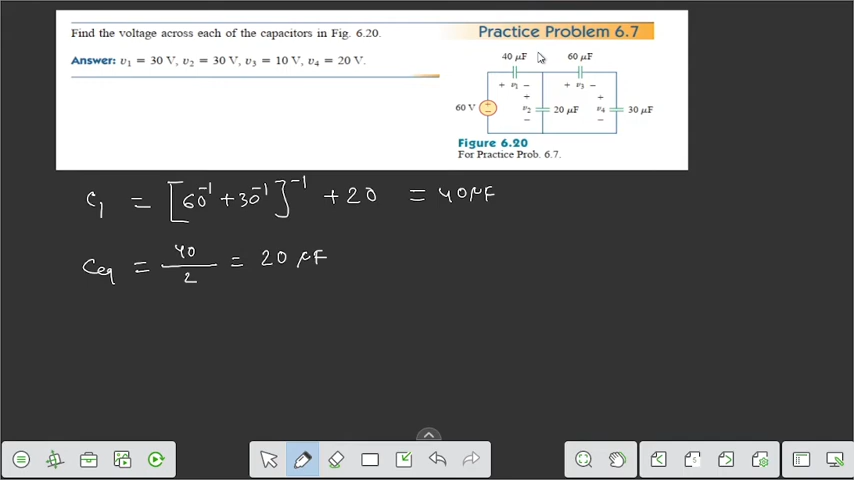 Find the voltage across each of the capacitors in Fig. 6.20.
Answer: v₁ = 30 V, v₂ = 30 V, v₃ = 10 V, v₄ = 20 V.
Practice Problem 6.7
40 μF 60 μF
+ v₁ − + v₃ −
+ +
60 V + − v₂ 20 μF v₄ 30 μF
− −
Figure 6.20
For Practice Prob. 6.7.
C₁ = [60⁻¹ + 30⁻¹]⁻¹ + 20 = 40 μF
Ceq = 40/2 = 20 μF
5